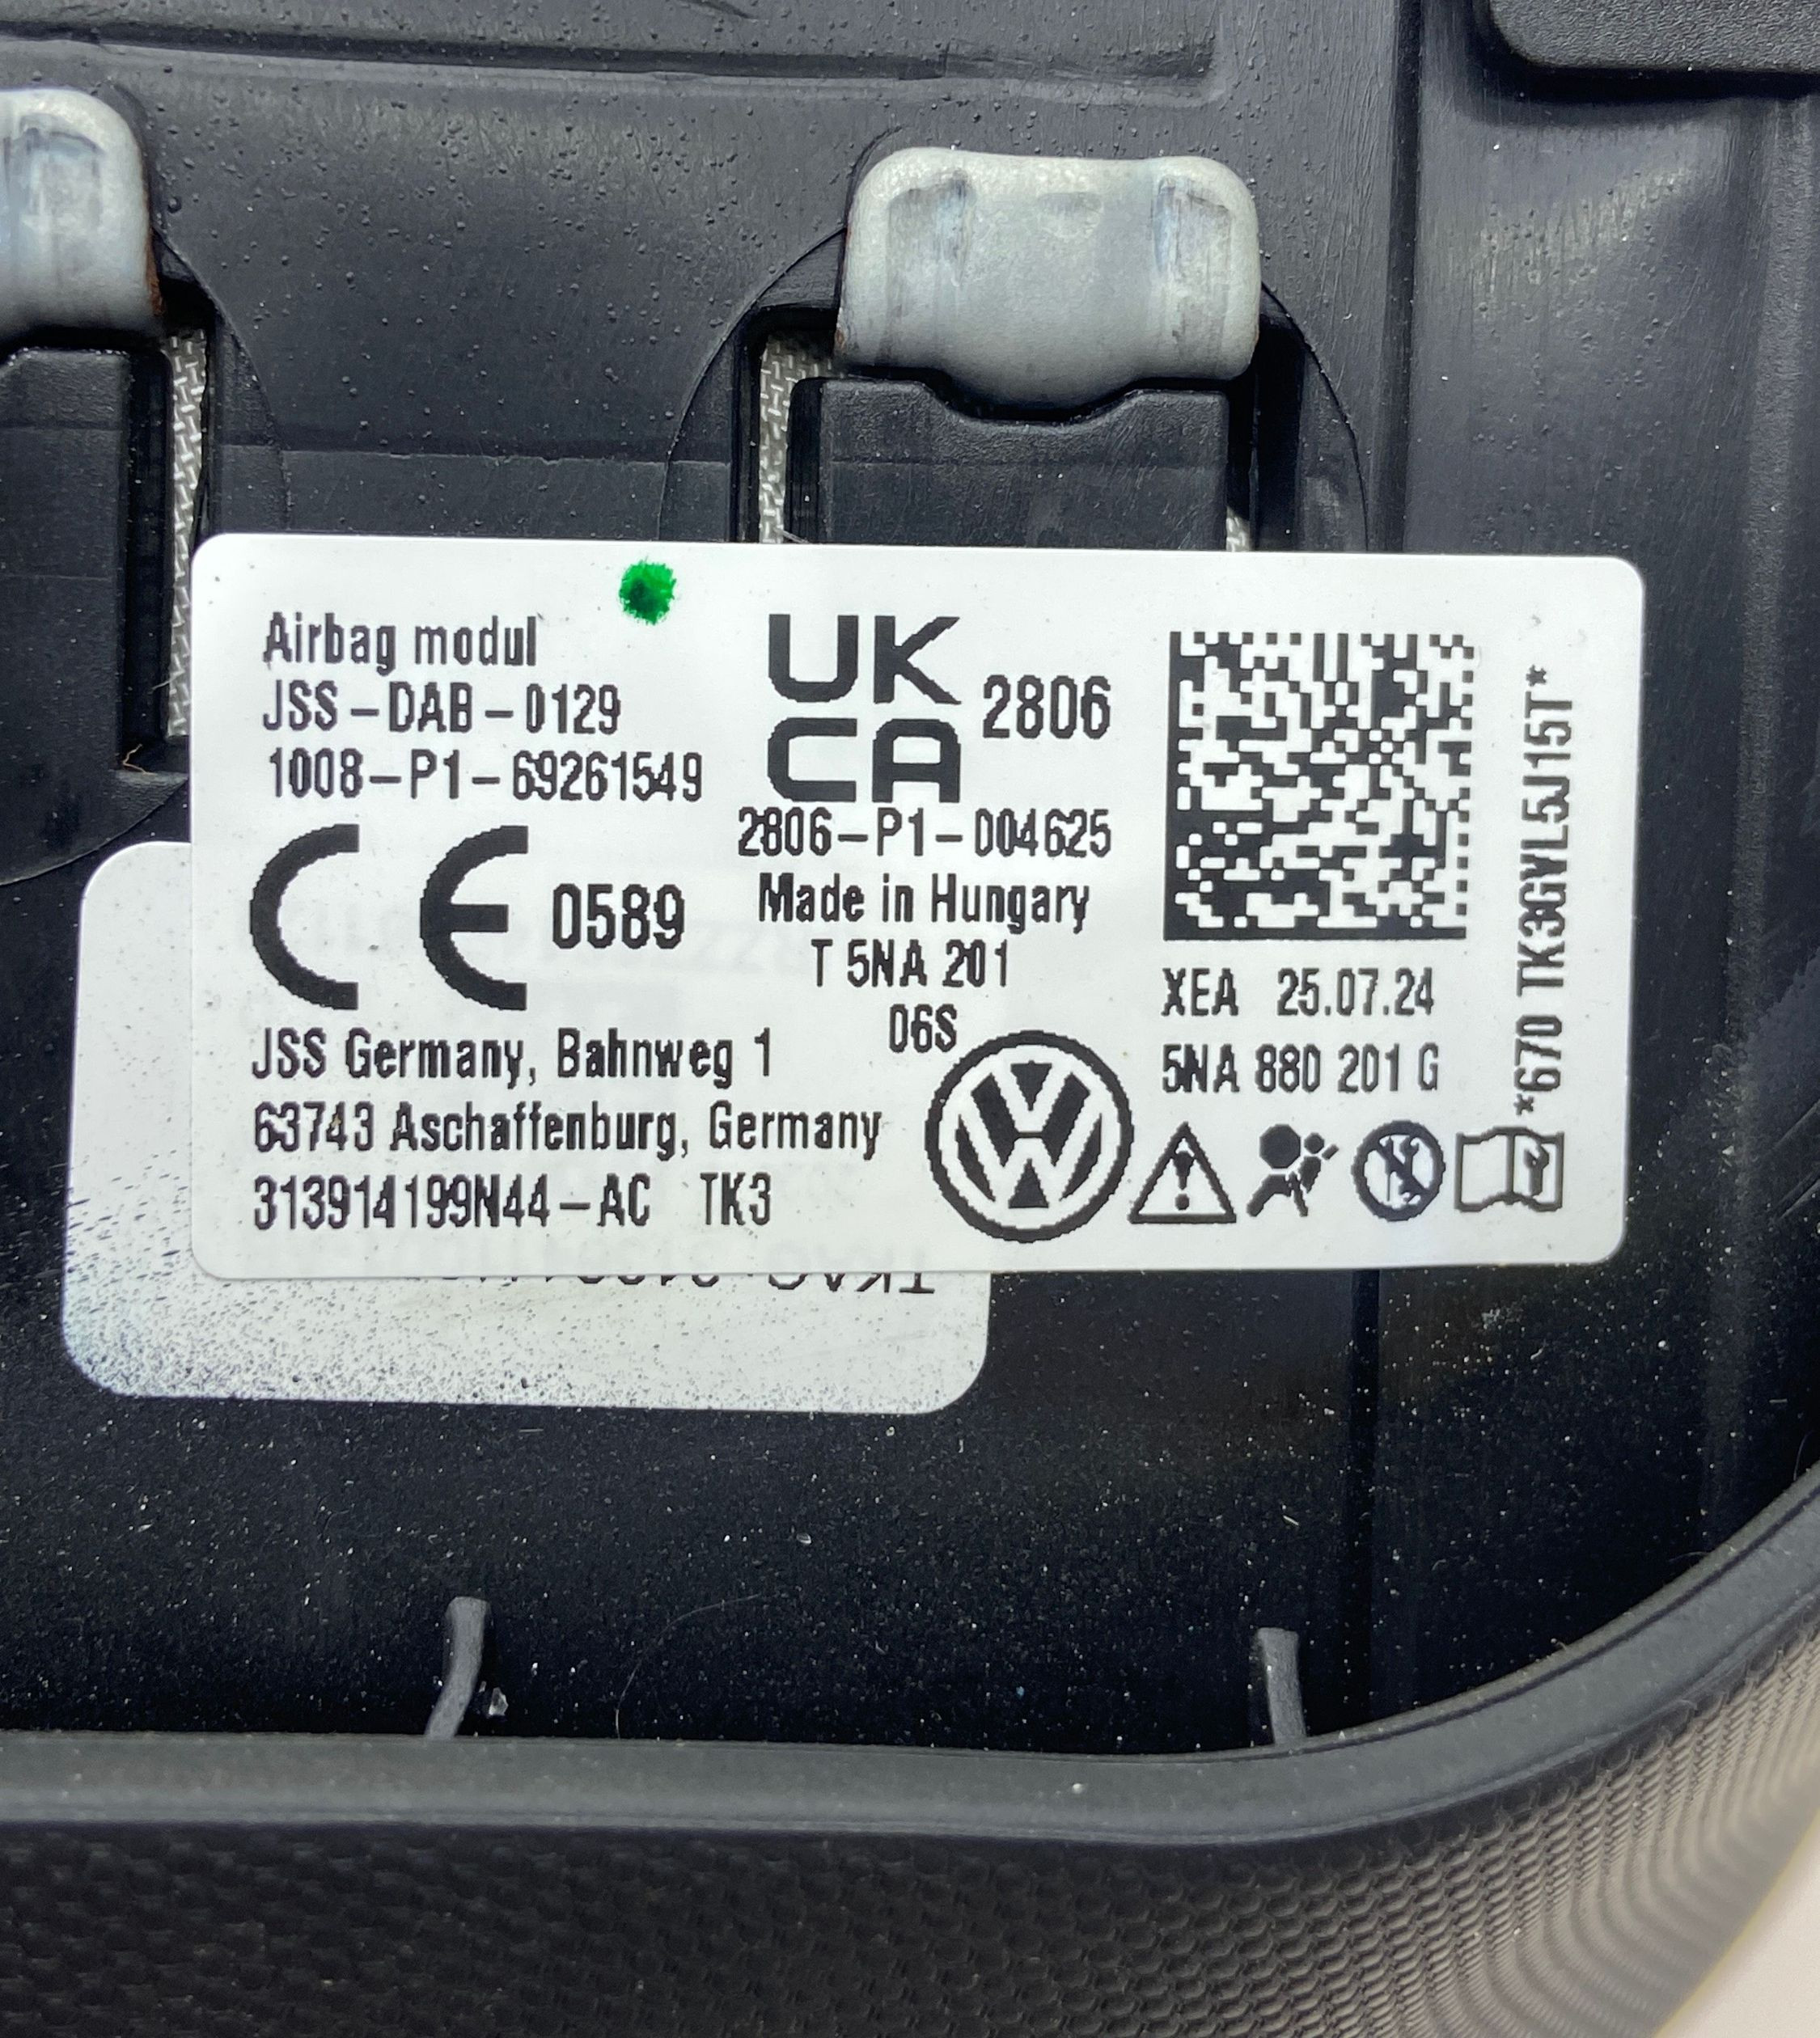 Airbag modul
JSS-DAB-0129
1008-P1-69261549
CE 0589
JSS Germany, Bahnweg 1
63743 Aschaffenburg, Germany
313914199N44-AC TK3
UK
CA 2806
2806-P1-004625
Made in Hungary
T 5NA 201
06S
XEA 25.07.24
5NA 880 201 G
*670 TK3GVL5J15T*